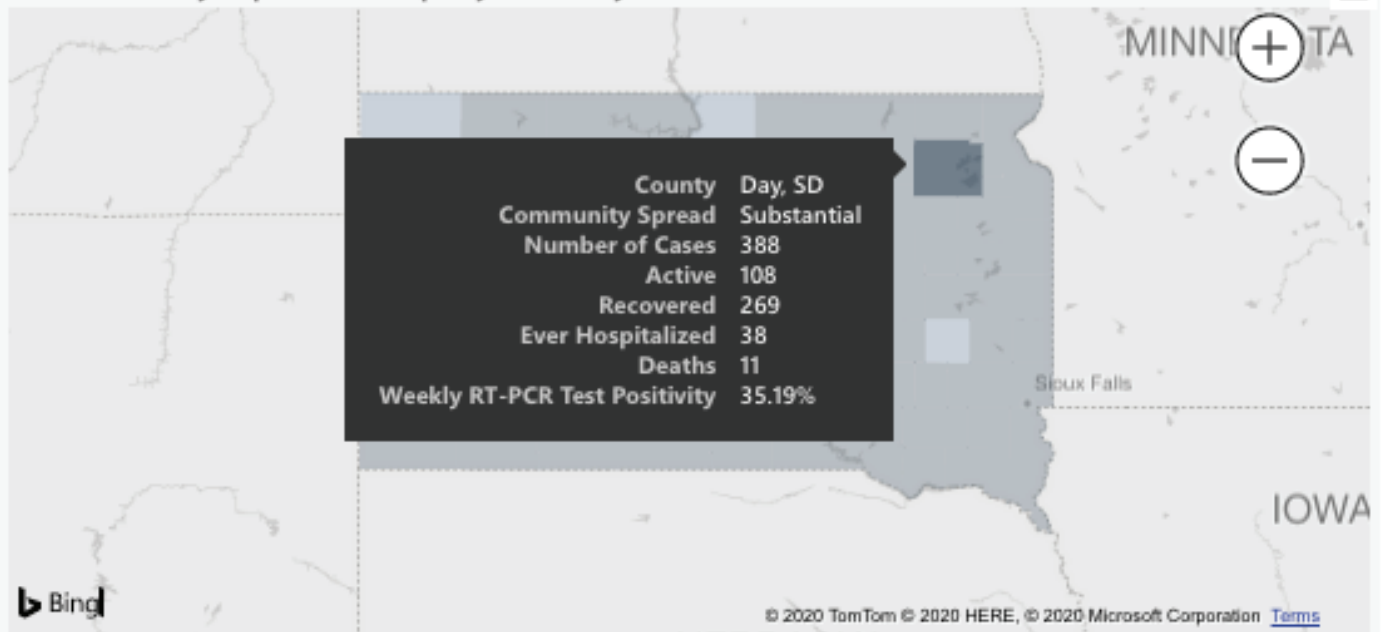 MINNE TA
County Day, SD
Community Spread Substantial
Number of Cases 388
Active 108
Recovered 269
Ever Hospitalized 38
Deaths 11
Weekly RT-PCR Test Positivity 35.19%
Sioux Falls
IOWA
Bing
© 2020 TomTom © 2020 HERE, © 2020 Microsoft Corporation Terms